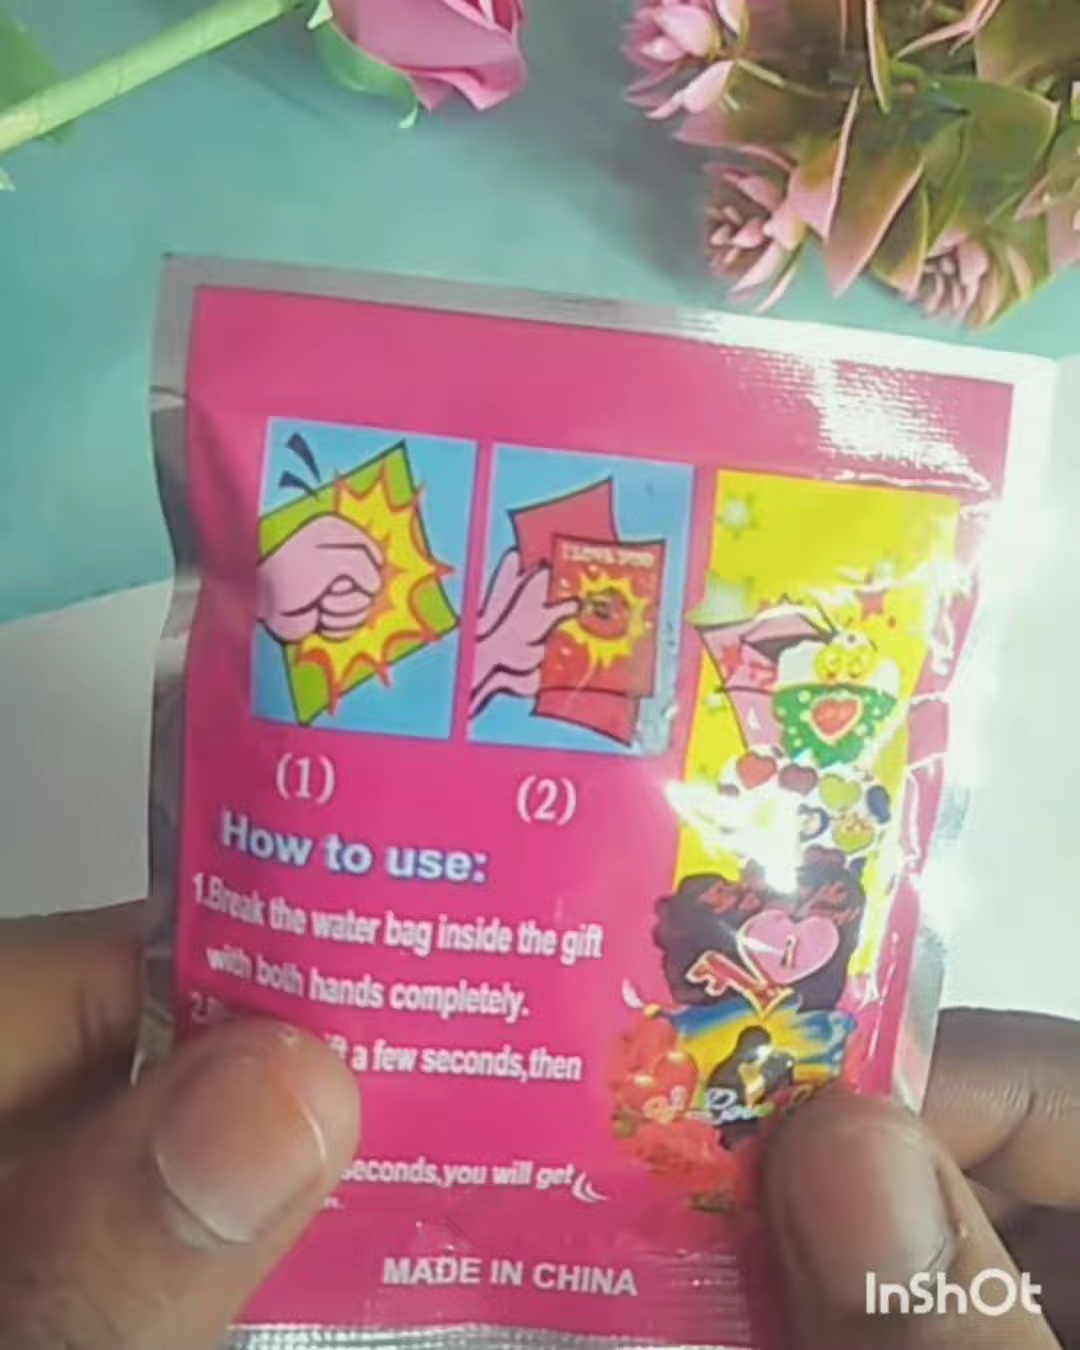 I LOVE YOU
(1)
(2)
How to use:
1.Break the water bag inside the gift
with both hands completely.
2.
a few seconds,then
seconds,you will get
MADE IN CHINA
InShOt